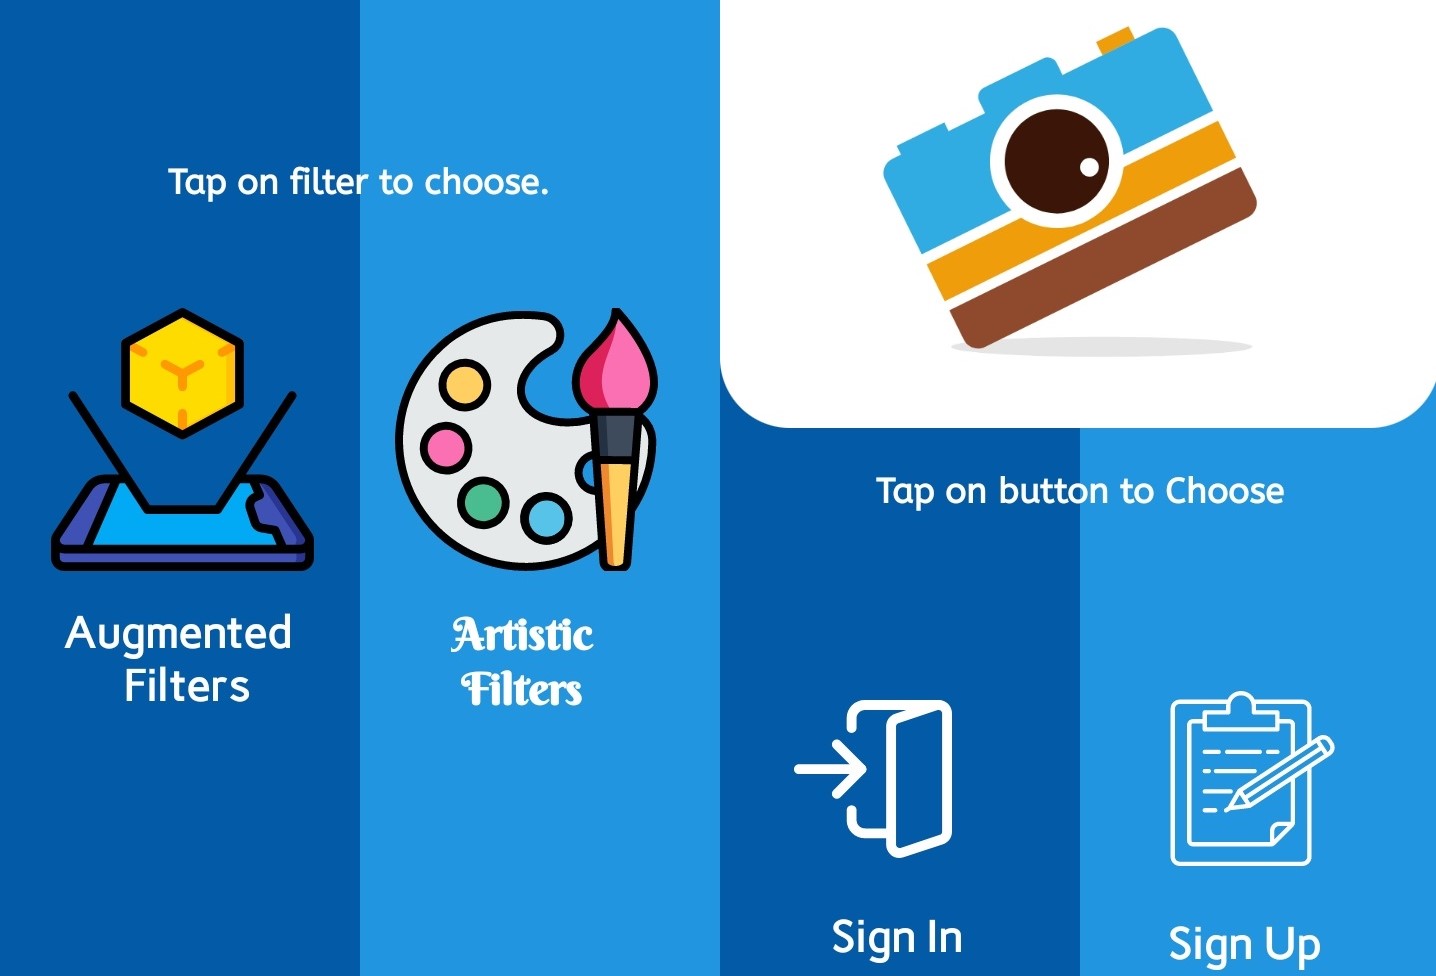 Tap on filter to choose.
Augmented
Filters
Artistic
Filters
Tap on button to Choose
Sign In
Sign Up